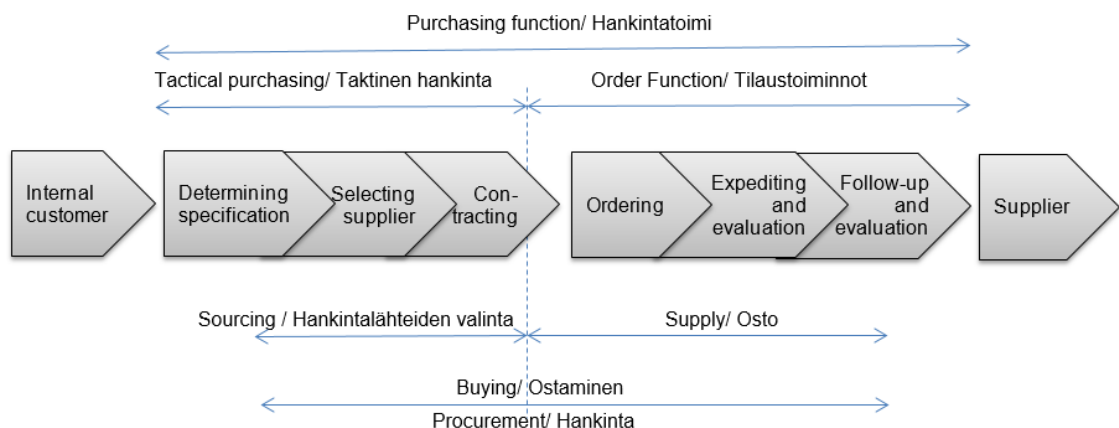 Purchasing function/ Hankintatoimi
Tactical purchasing/ Taktinen hankinta
Order Function/ Tilaustoiminnot
Internal
customer
Determining
specification
Selecting
supplier
Con-
tracting
Ordering
Expediting
and
evaluation
Follow-up
and
evaluation
Supplier
Sourcing / Hankintalähteiden valinta
Supply/ Osto
Buying/ Ostaminen
Procurement/ Hankinta